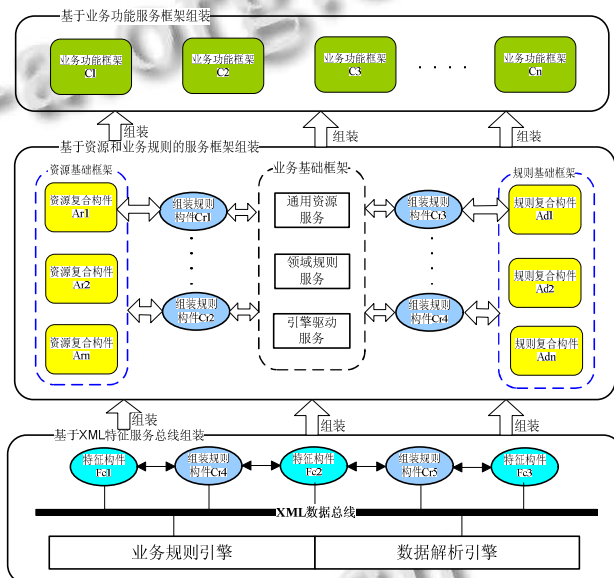 基于业务功能服务框架组装
业务功能框架
C1
业务功能框架
C2
业务功能框架
C3
业务功能框架
Cn
组装
组装
组装
基于资源和业务规则的服务框架组装
资源基础框架
业务基础框架
规则基础框架
资源复合构件
Ar1
资源复合构件
Ar2
资源复合构件
Arn
组装规则
构件Cr1
组装规则
构件Cr2
通用资源
服务
领域规则
服务
引擎驱动
服务
组装规则
构件Cr3
组装规则
构件Cr4
规则复合构件
Ad1
规则复合构件
Ad2
规则复合构件
Adn
组装
组装
组装
基于XML特征服务总线组装
特征构件
Fc1
组装规则
构件Cr4
特征构件
Fc2
组装规则
构件Cr5
特征构件
Fc3
XML数据总线
业务规则引擎
数据解析引擎